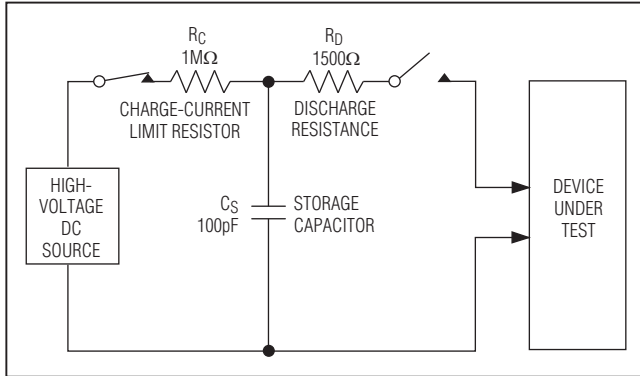 RC
1MΩ
CHARGE-CURRENT
LIMIT RESISTOR
RD
1500Ω
DISCHARGE
RESISTANCE
HIGH-
VOLTAGE
DC
SOURCE
CS
100pF
STORAGE
CAPACITOR
DEVICE
UNDER
TEST